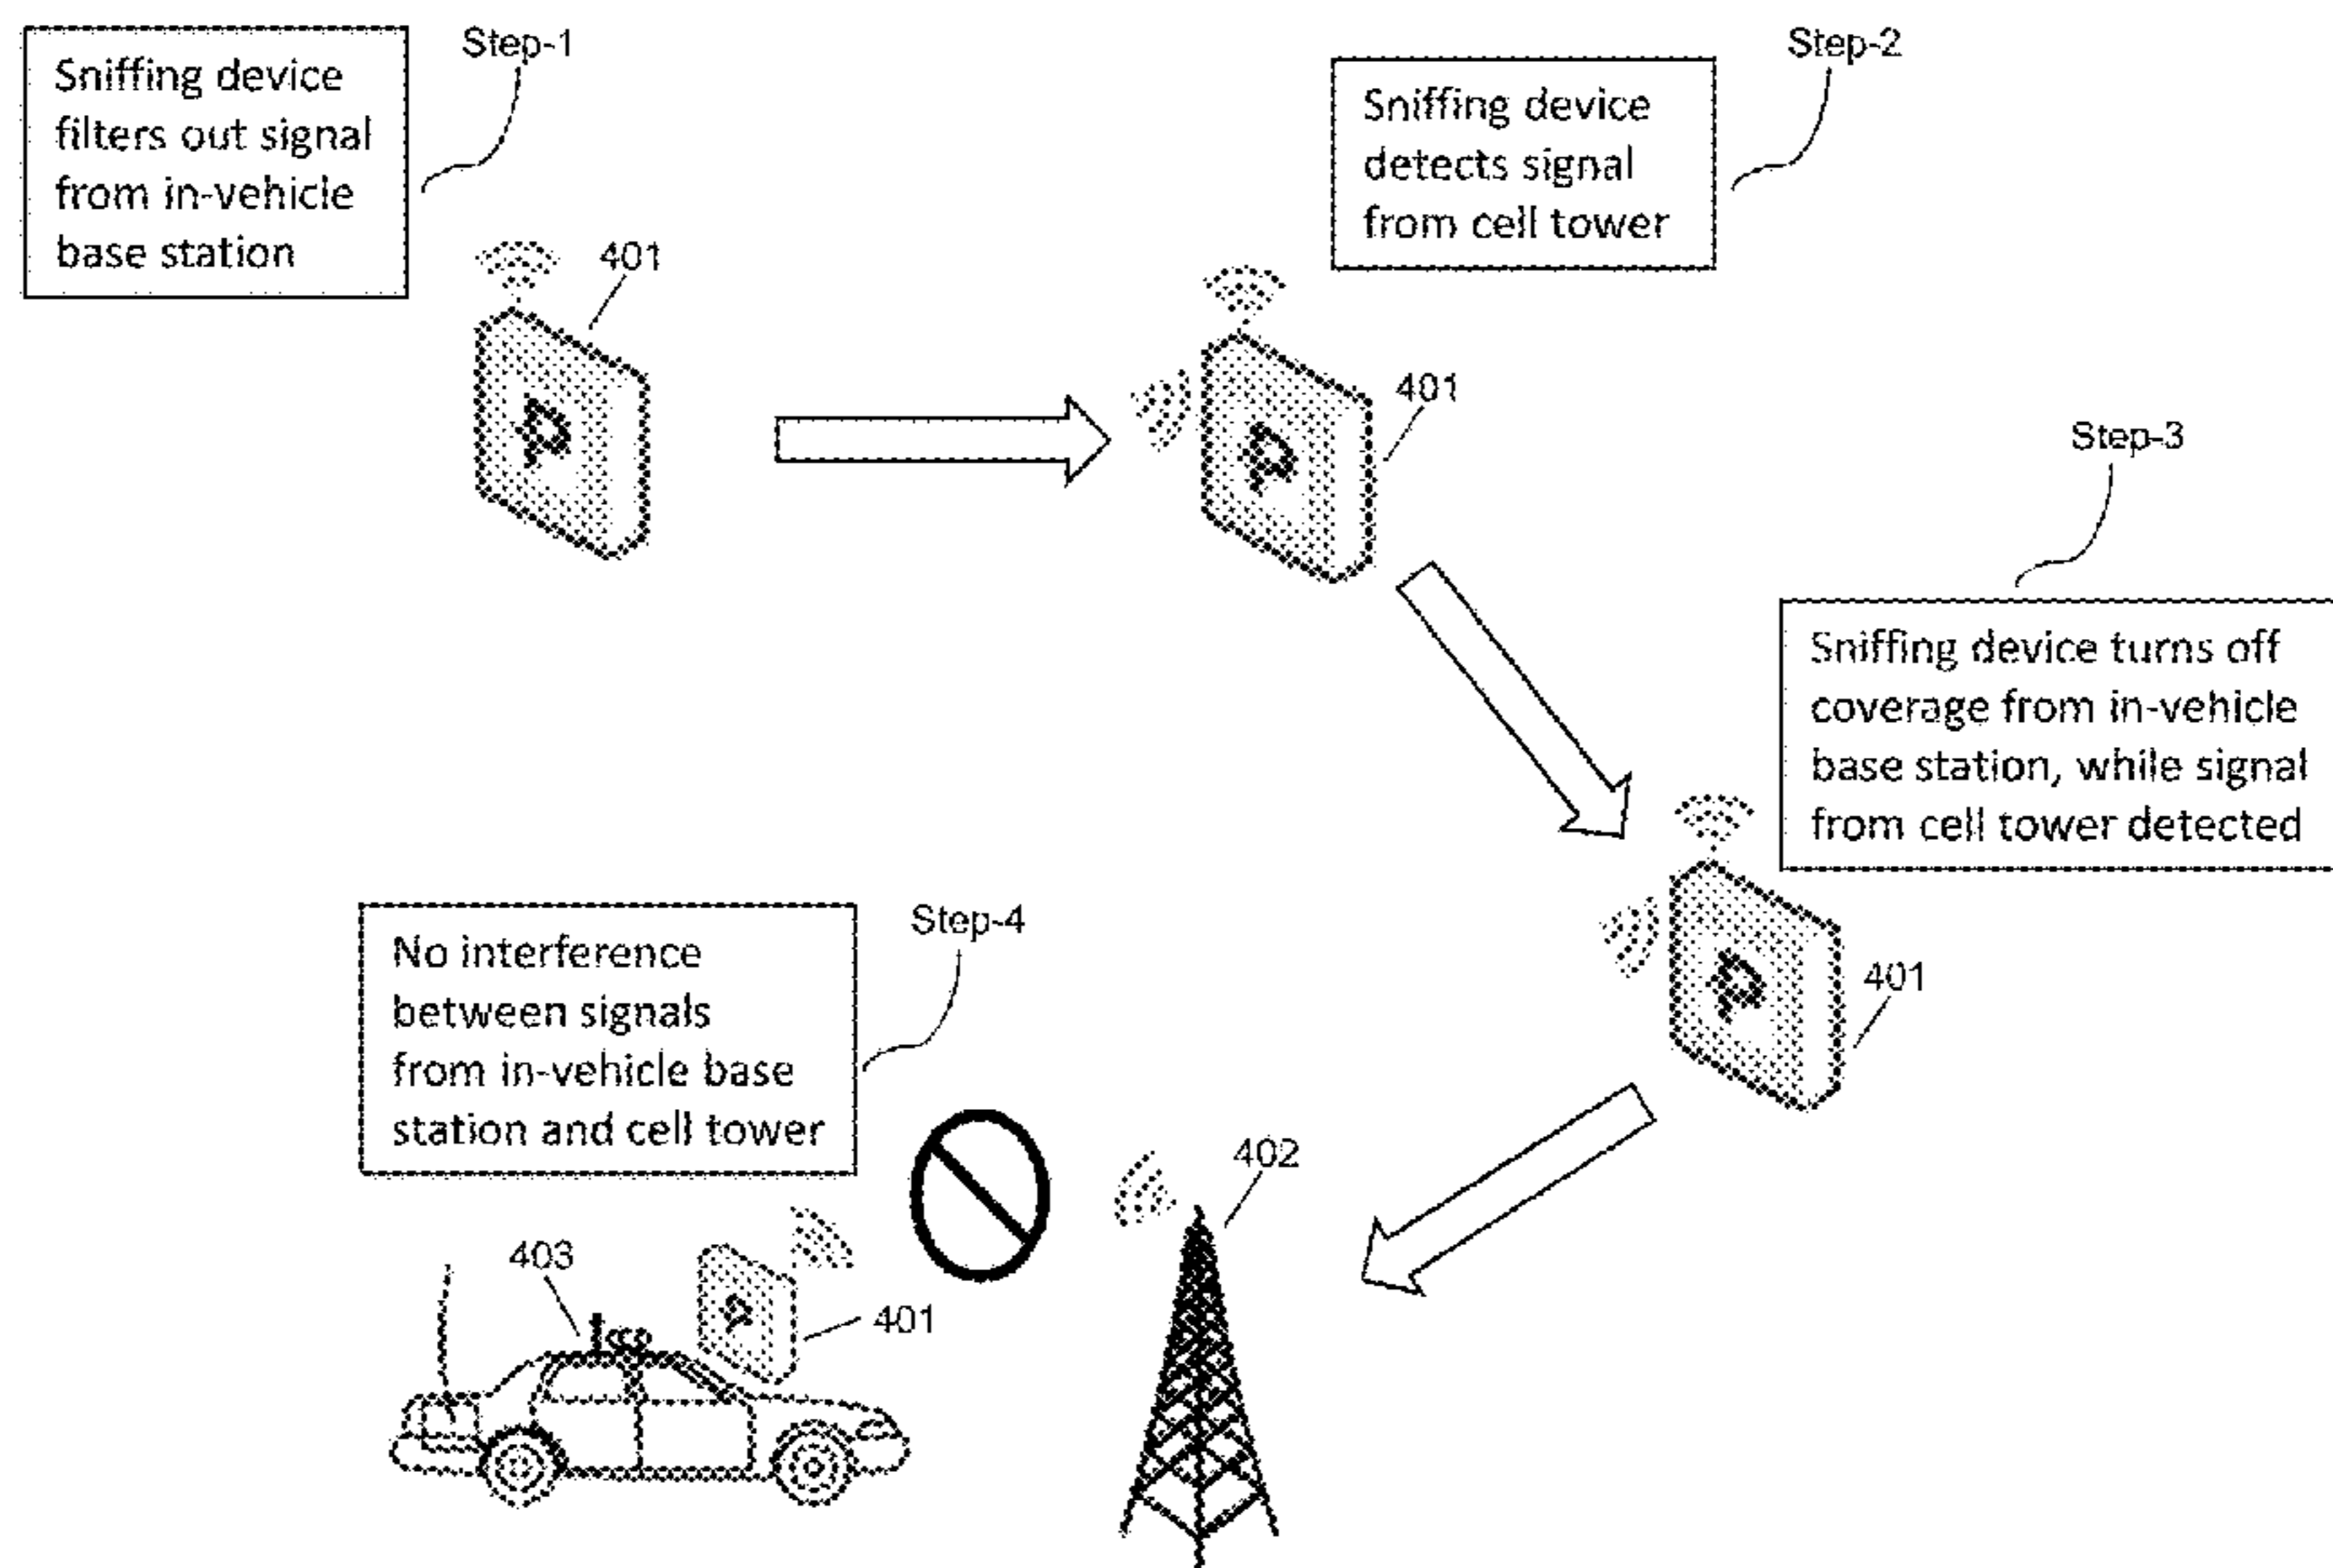 Step-1
Sniffing device
filters out signal
from in-vehicle
base station
401
Step-2
Sniffing device
detects signal
from cell tower
401
Step-3
Sniffing device turns off
coverage from in-vehicle
base station, while signal
from cell tower detected
401
Step-4
No interference
between signals
from in-vehicle base
station and cell tower
402
403
401